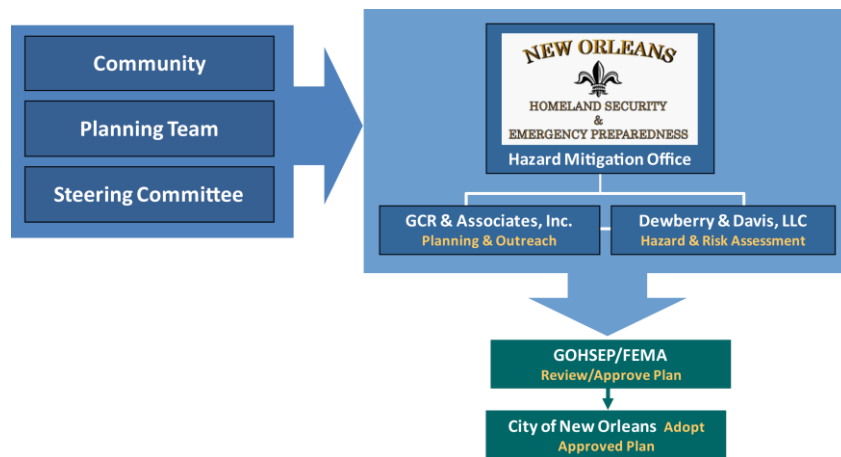 Community
Planning Team
Steering Committee
NEW ORLEANS
HOMELAND SECURITY
&
EMERGENCY PREPAREDNESS
Hazard Mitigation Office
GCR & Associates, Inc.
Planning & Outreach
Dewberry & Davis, LLC
Hazard & Risk Assessment
GOHSEP/FEMA
Review/Approve Plan
City of New Orleans Adopt
Approved Plan